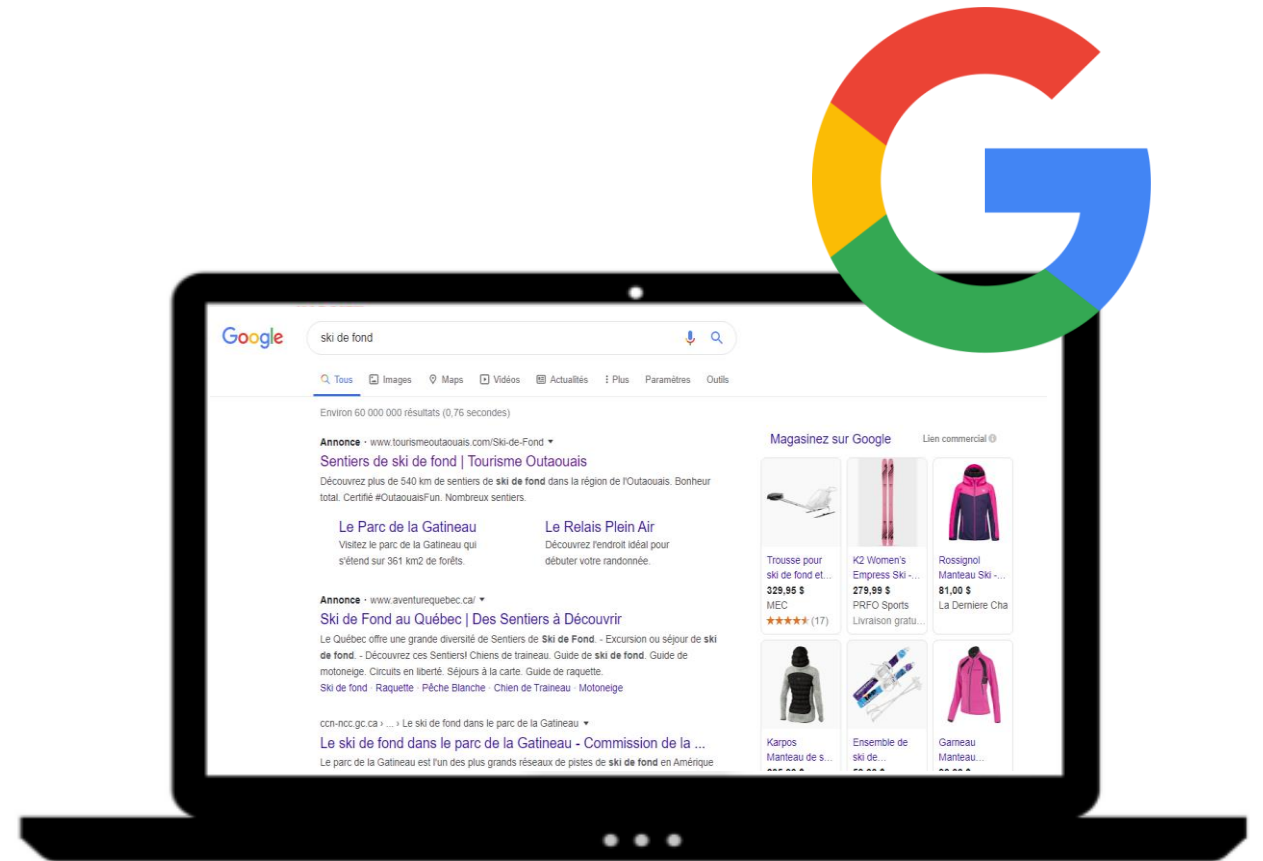 Google
ski de fond
Tous Images Maps Vidéos Actualités Plus Paramètres Outils
Environ 60 000 000 résultats (0,76 secondes)
Annonce · www.tourismeoutaouais.com/Ski-de-Fond
Sentiers de ski de fond | Tourisme Outaouais
Découvrez plus de 540 km de sentiers de ski de fond dans la région de l'Outaouais. Bonheur
total. Certifié #OutaouaisFun. Nombreux sentiers.
Le Parc de la Gatineau
Visitez le parc de la Gatineau qui
s'étend sur 361 km2 de forêts.
Le Relais Plein Air
Découvrez l'endroit idéal pour
débuter votre randonnée.
Annonce · www.aventurequebec.ca/
Ski de Fond au Québec | Des Sentiers à Découvrir
Le Québec offre une grande diversité de Sentiers de Ski de Fond. - Excursion ou séjour de ski
de fond. - Découvrez ces Sentiers! Chiens de traineau. Guide de ski de fond. Guide de
motoneige. Circuits en liberté. Séjours à la carte. Guide de raquette.
Ski de fond · Raquette · Pêche Blanche · Chien de Traineau · Motoneige
ccn-ncc.gc.ca › ... › Le ski de fond dans le parc de la Gatineau
Le ski de fond dans le parc de la Gatineau - Commission de la ...
Le parc de la Gatineau est l'un des plus grands réseaux de pistes de ski de fond en Amérique
Magasinez sur Google
Lien commercial
Trousse pour
ski de fond et...
329,95 $
MEC
(17)
K2 Women's
Empress Ski -...
279,99 $
PRFO Sports
Livraison gratu...
Rossignol
Manteau Ski -...
81,00 $
La Derniere Cha
Karpos
Manteau de s...
Ensemble de
ski de...
Garneau
Manteau...